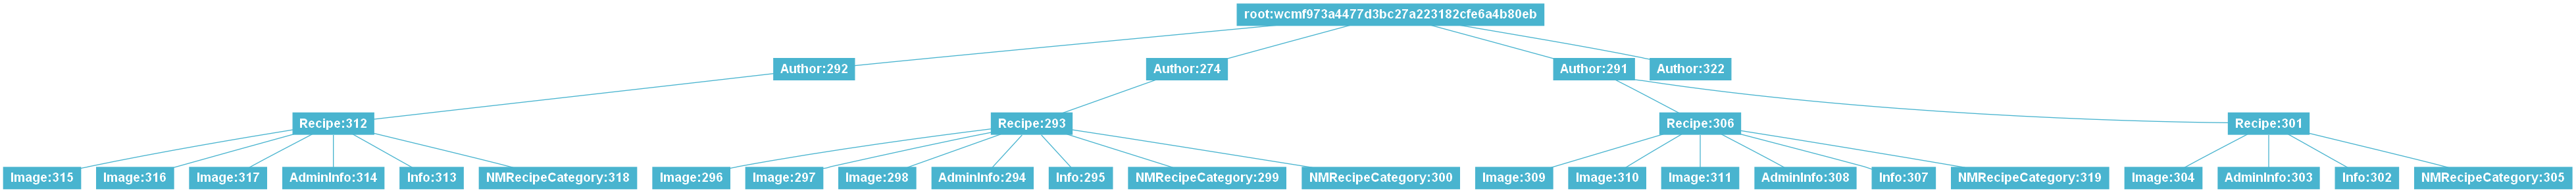 root:wcmf973a4477d3bc27a223182cfe6a4b80eb
Author:292 Author:274 Author:291 Author:322
Recipe:312 Recipe:293 Recipe:306 Recipe:301
Image:315 Image:316 Image:317 AdminInfo:314 Info:313 NMRecipeCategory:318 Image:296 Image:297 Image:298 AdminInfo:294 Info:295 NMRecipeCategory:299 NMRecipeCategory:300 Image:309 Image:310 Image:311 AdminInfo:308 Info:307 NMRecipeCategory:319 Image:304 AdminInfo:303 Info:302 NMRecipeCategory:305